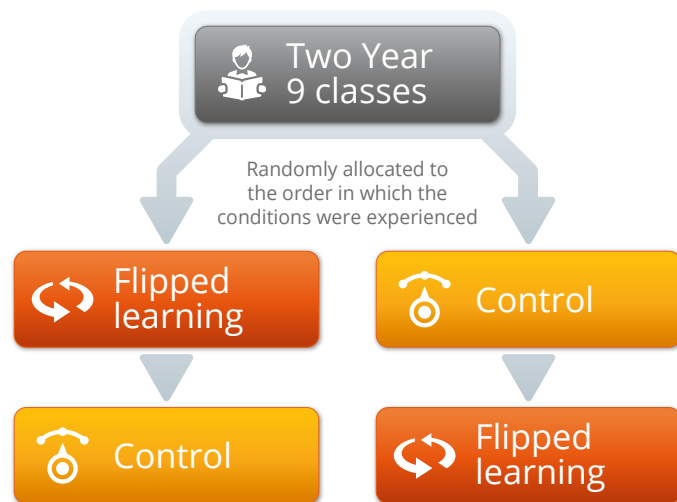 Two Year
9 classes
Randomly allocated to
the order in which the
conditions were experienced
Flipped
learning
Control
Control
Flipped
learning